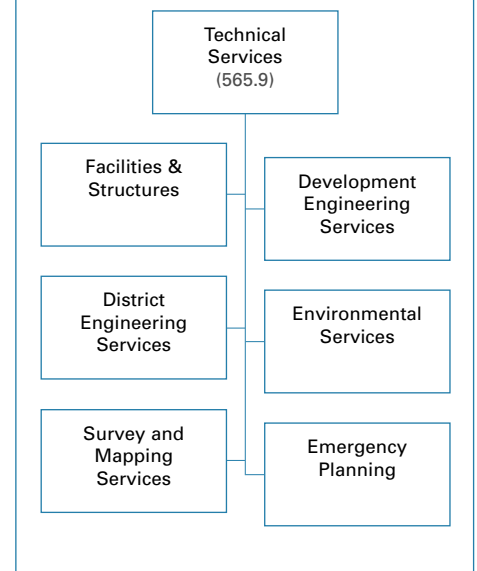 Technical
Services
(565.9)
Facilities &
Structures
Development
Engineering
Services
District
Engineering
Services
Environmental
Services
Survey and
Mapping
Services
Emergency
Planning